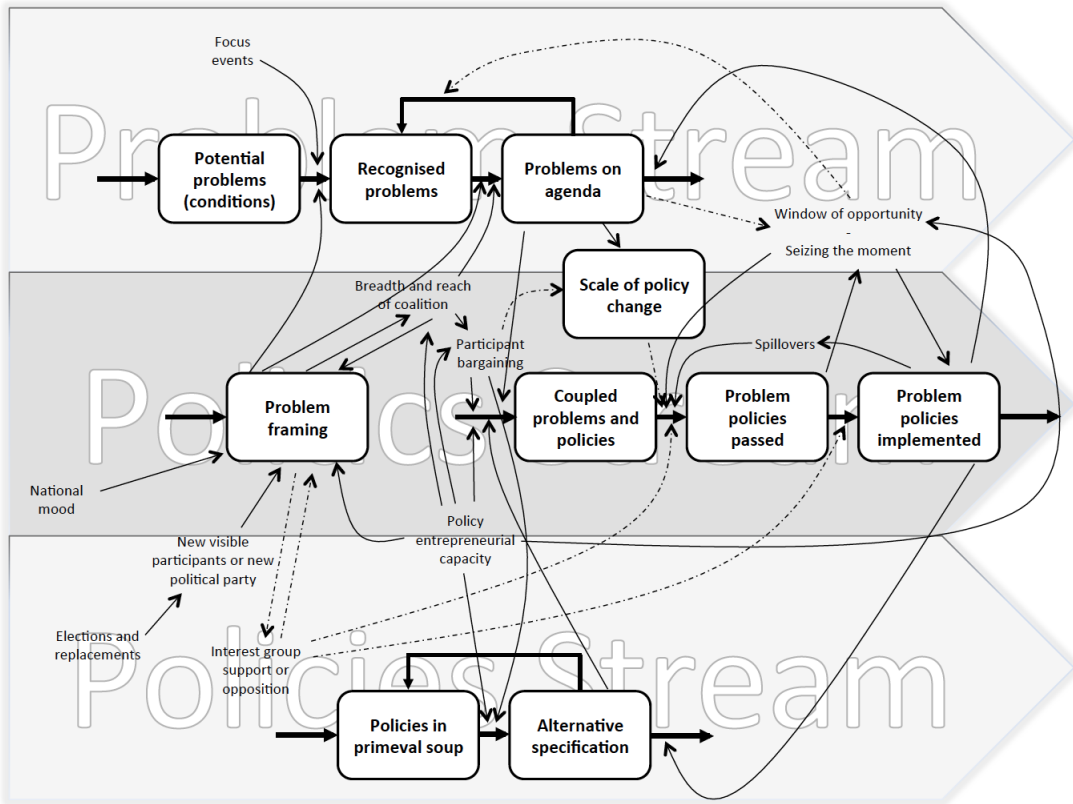 Problem Stream
Focus
events
Potential
problems
(conditions)
Recognised
problems
Problems on
agenda
Window of opportunity
-
Seizing the moment
Scale of policy
change
Politics Stream
Breadth and reach
of coalition
Participant
bargaining
Spillovers
Problem
framing
Coupled
problems and
policies
Problem
policies
passed
Problem
policies
implemented
National
mood
Policy
entrepreneurial
capacity
New visible
participants or new
political party
Elections and
replacements
Policies Stream
Interest group
support or
opposition
Policies in
primeval soup
Alternative
specification